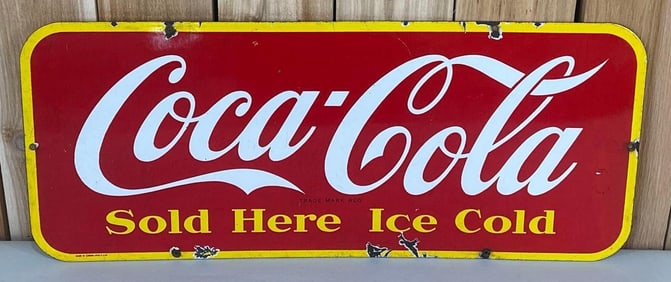 Coca-Cola
TRADE MARK REG
Sold Here Ice Cold